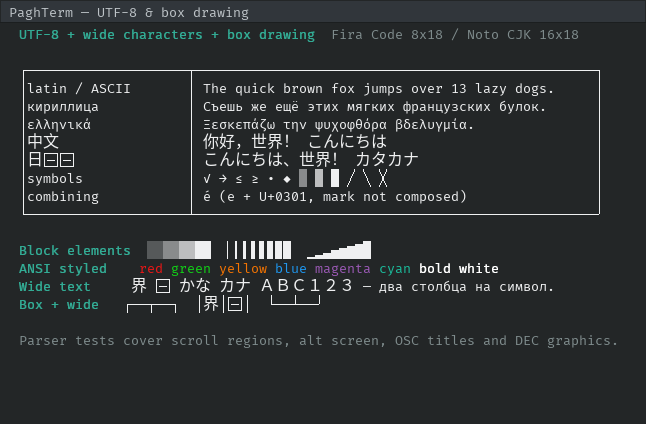 PaghTerm — UTF-8 & box drawing
UTF-8 + wide characters + box drawing  Fira Code 8x18 / Noto CJK 16x18
latin / ASCII The quick brown fox jumps over 13 lazy dogs.
кириллица Съешь же ещё этих мягких французских булок.
ελληνικά Ξεσκεπάζω την ψυχοφθόρα βδελυγμία.
中文 你好，世界！ こんにちは
日 こんにちは、世界！ カタカナ
symbols √ → ≤ ≥ • ◆ ▒ ▓ █ ╱ ╲ ╳
combining é (e + U+0301, mark not composed)
Block elements
ANSI styled red green yellow blue magenta cyan bold white
Wide text 界 かな カナ ＡＢＣ１２３ — два столбца на символ.
Box + wide ┌──┬──┐ │界│ │ └──┴──┘
Parser tests cover scroll regions, alt screen, OSC titles and DEC graphics.